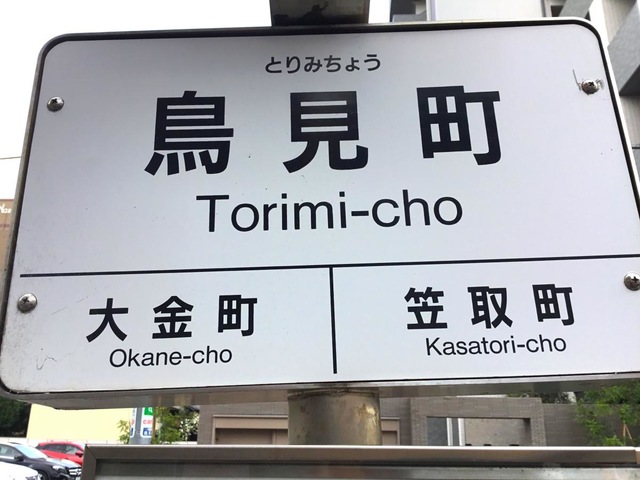 とりみちょう
鳥見町
Torimi-cho
大金町
Okane-cho
笠取町
Kasatori-cho